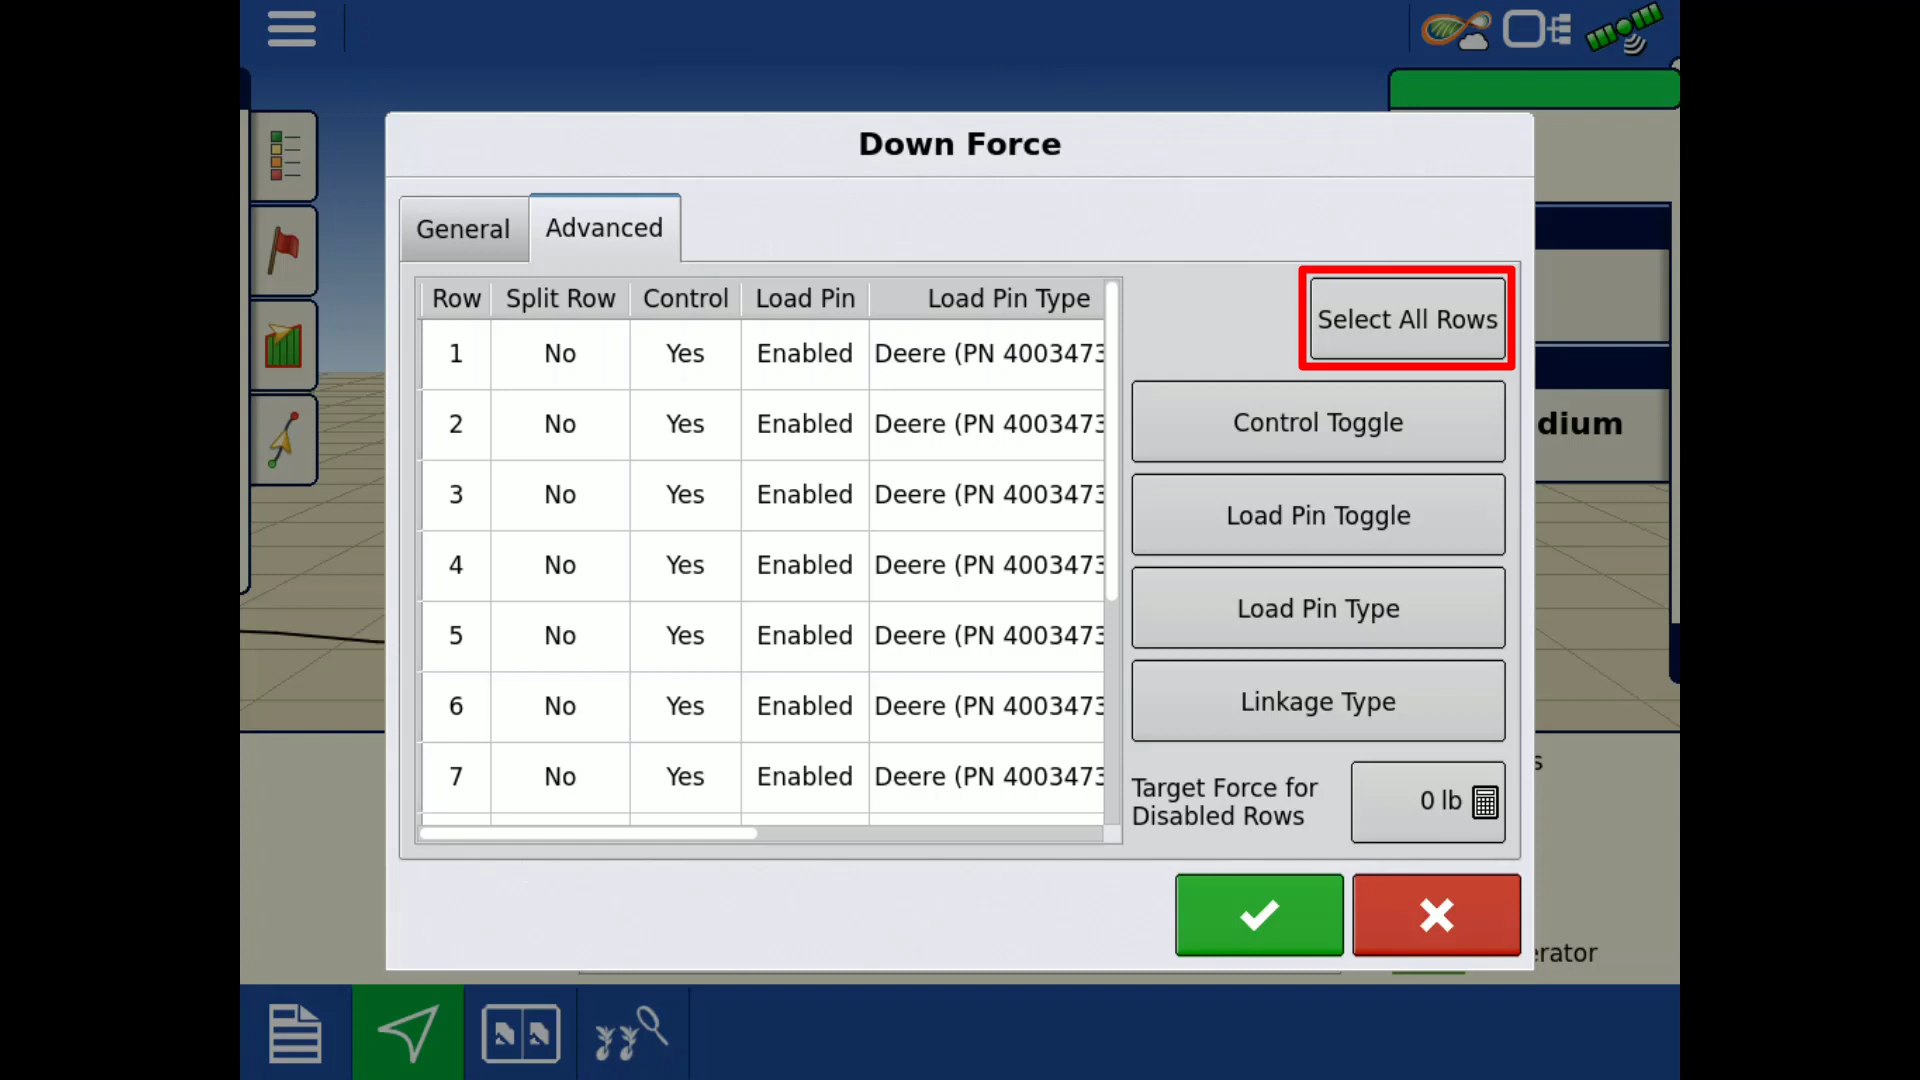 Down Force
General Advanced
Row Split Row Control Load Pin Load Pin Type
1 No Yes Enabled Deere (PN 4003473
2 No Yes Enabled Deere (PN 4003473
3 No Yes Enabled Deere (PN 4003473
4 No Yes Enabled Deere (PN 4003473
5 No Yes Enabled Deere (PN 4003473
6 No Yes Enabled Deere (PN 4003473
7 No Yes Enabled Deere (PN 4003473
Select All Rows
Control Toggle
Load Pin Toggle
Load Pin Type
Linkage Type
Target Force for
Disabled Rows
0 lb
dium
s
erator